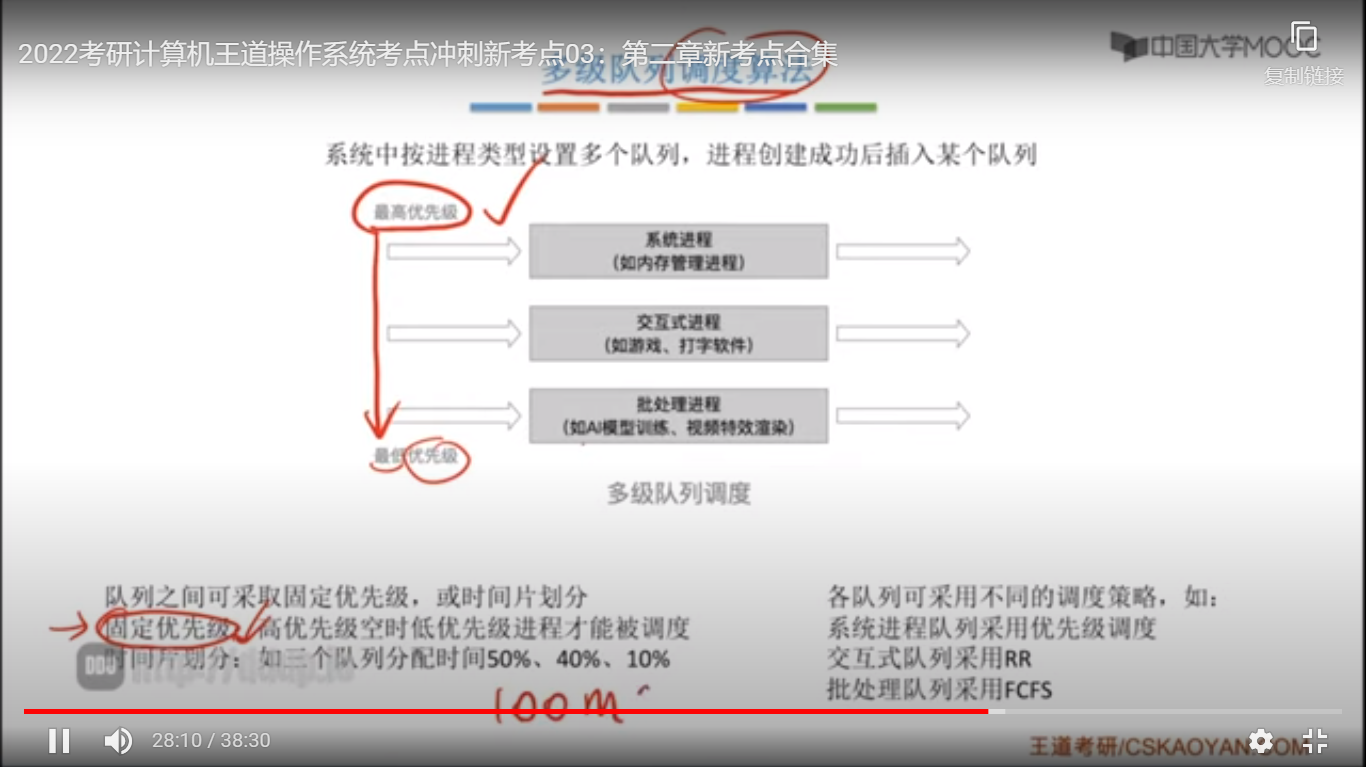 2022考研计算机王道操作系统考点冲刺新考点03：第二章新考点合集
中国大学MOOC
复制链接
多级队列调度算法
系统中按进程类型设置多个队列，进程创建成功后插入某个队列
最高优先级
系统进程
（如内存管理进程）
交互式进程
（如游戏、打字软件）
批处理进程
（如AI模型训练、视频特效渲染）
最低优先级
多级队列调度
队列之间可采取固定优先级，或时间片划分
固定优先级 高优先级空时低优先级进程才能被调度
时间片划分：如三个队列分配时间50%、40%、10%
100m
各队列可采用不同的调度策略，如：
系统进程队列采用优先级调度
交互式队列采用RR
批处理队列采用FCFS
28:10 / 38:30
王道考研/CSKAOYAN.COM